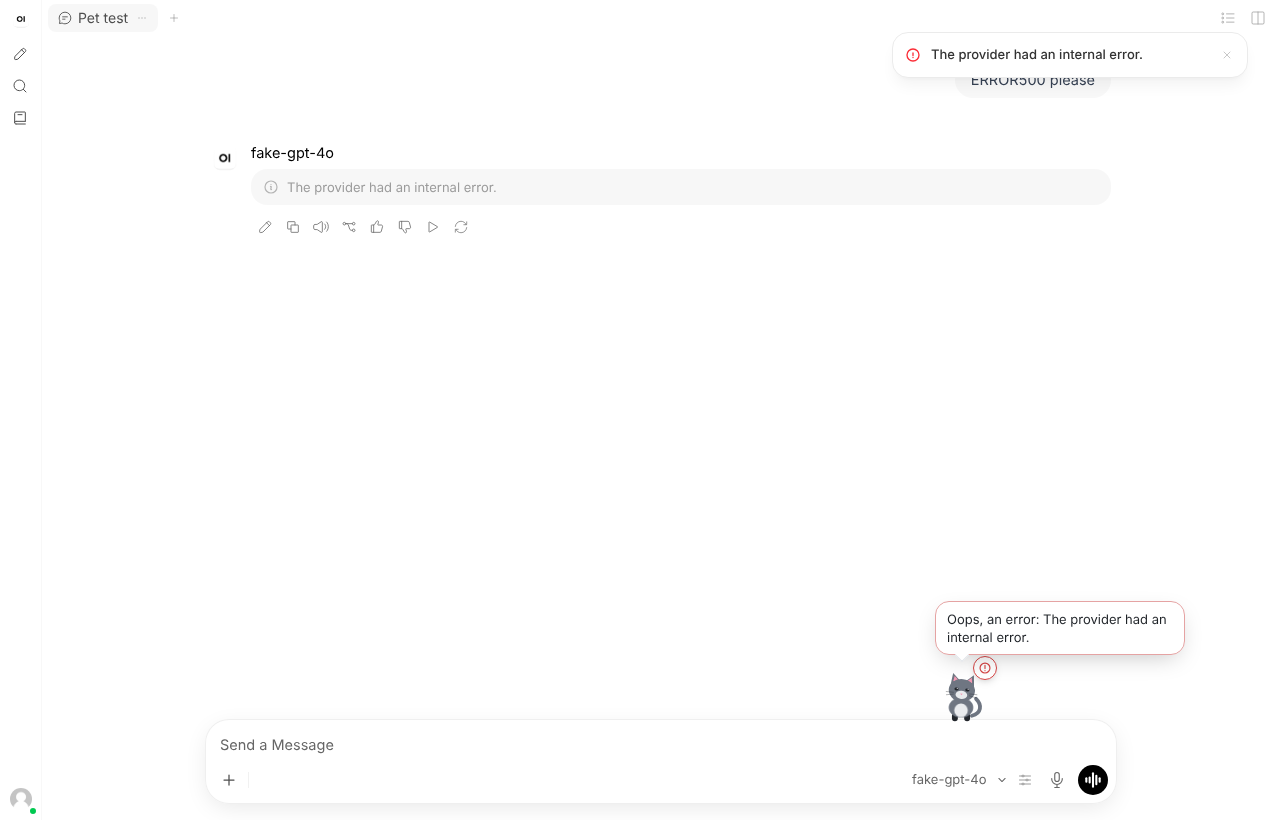 OI
Pet test
The provider had an internal error.
ERROR500 please
OI
fake-gpt-4o
The provider had an internal error.
Oops, an error: The provider had an
internal error.
Send a Message
fake-gpt-4o